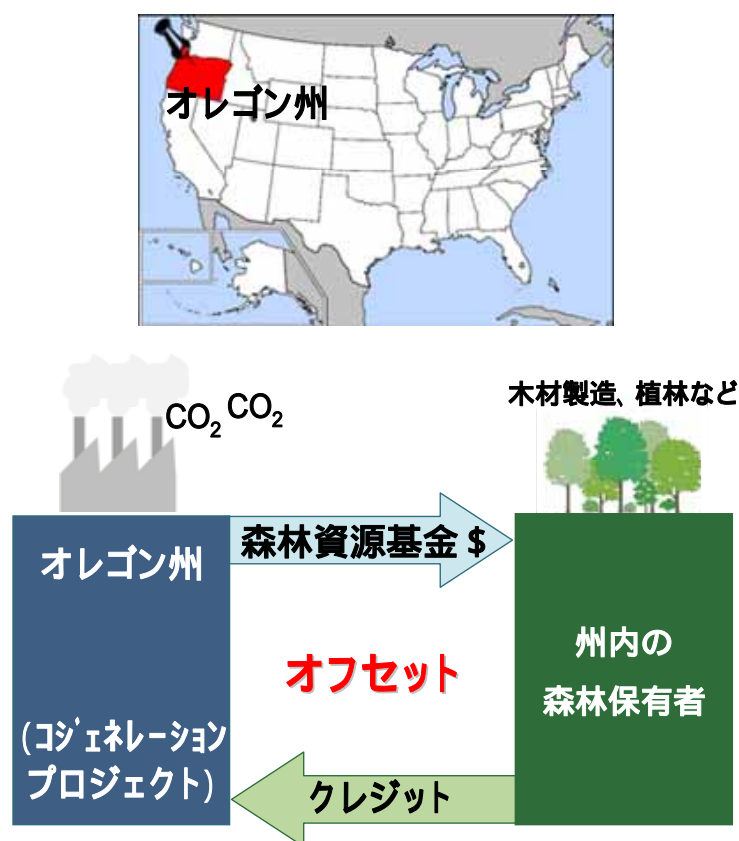 オレゴン州
CO₂ CO₂
木材製造、植林など
オレゴン州
(コジェネレーション
プロジェクト)
森林資源基金$
オフセット
クレジット
州内の
森林保有者